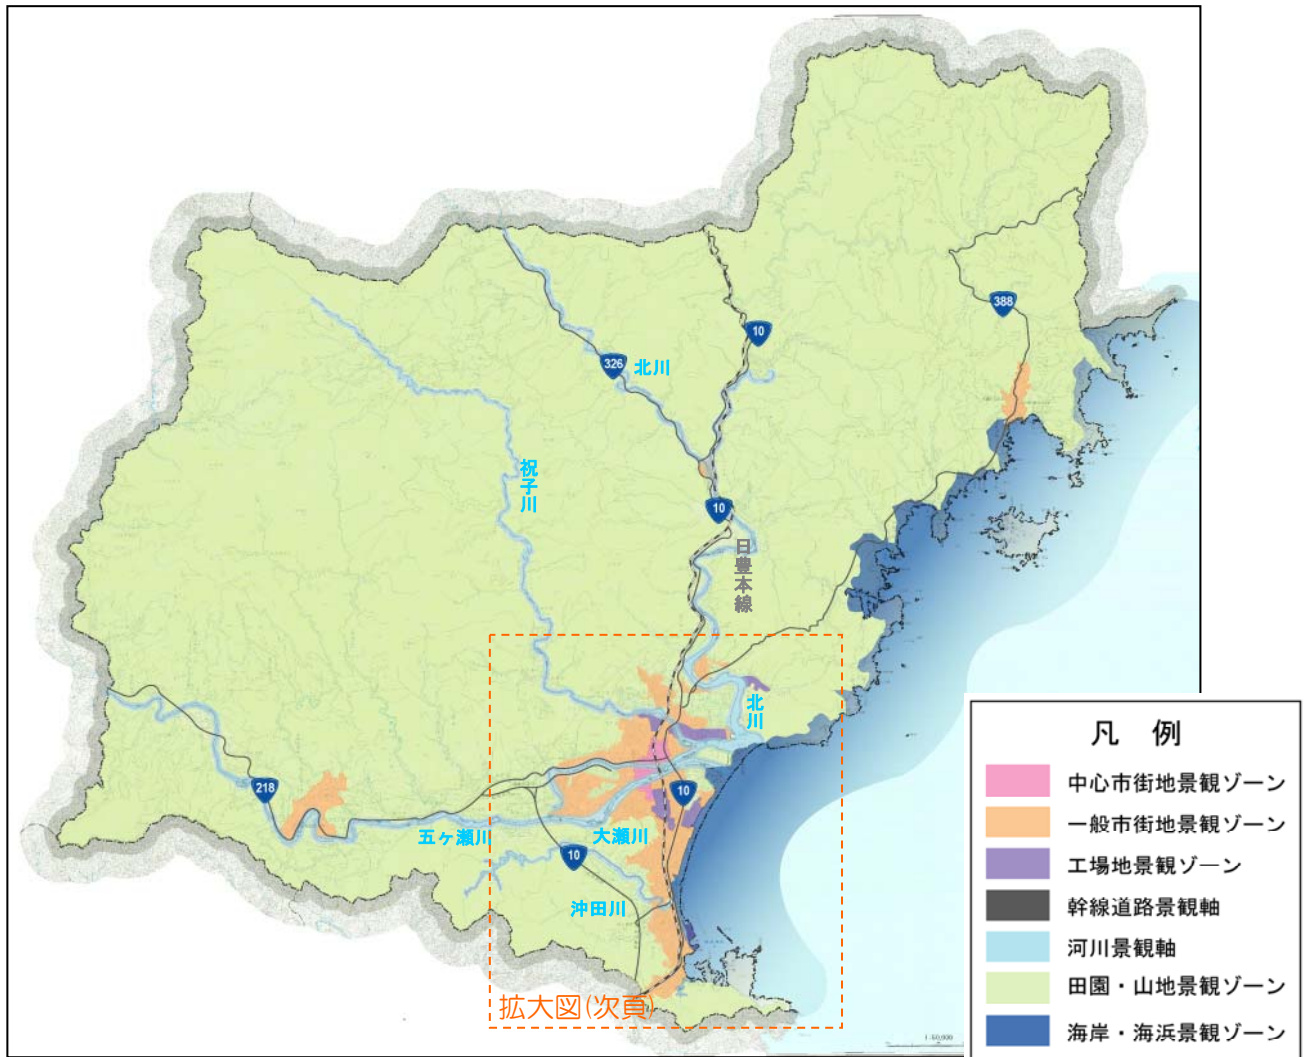 388
10
326
北川
祝子川
10
日豊本線
北川
218
10
五ヶ瀬川
大瀬川
10
沖田川
拡大図(次頁)
凡 例
中心市街地景観ゾーン
一般市街地景観ゾーン
工場地景観ゾーン
幹線道路景観軸
河川景観軸
田園・山地景観ゾーン
海岸・海浜景観ゾーン
1:50,000